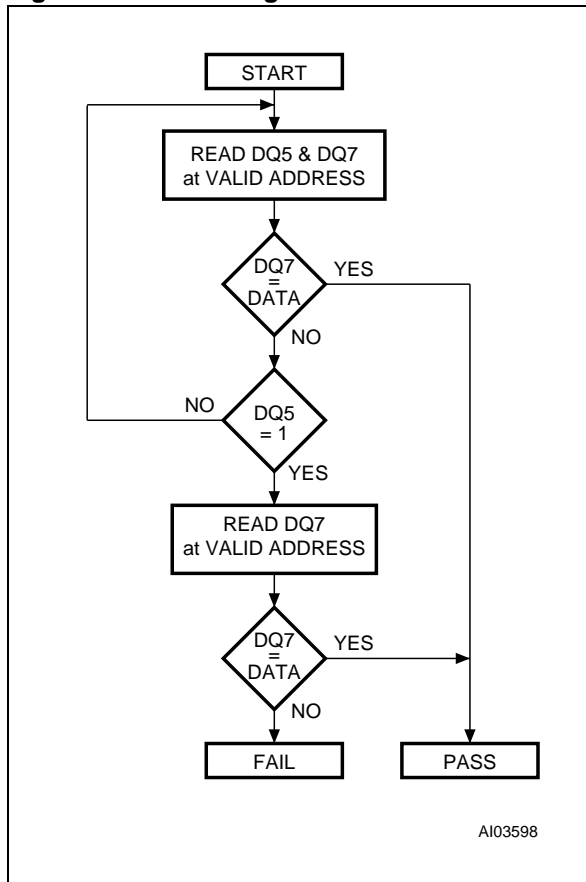 START
READ DQ5 & DQ7
at VALID ADDRESS
DQ7
=
DATA
YES
NO
DQ5
= 1
NO
YES
READ DQ7
at VALID ADDRESS
DQ7
=
DATA
YES
NO
FAIL
PASS
AI03598